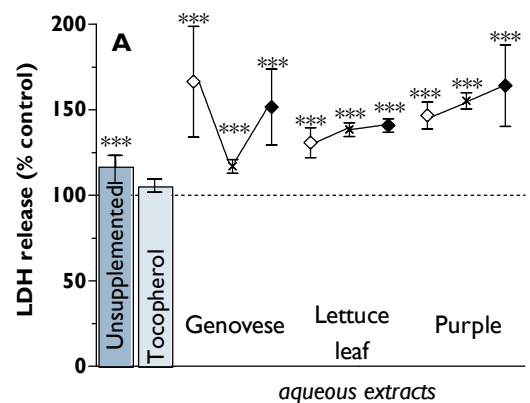 200
150
100
50
0
LDH release (% control)
A
***
***
***
***
***
***
***
***
***
***
Unsupplemented
Tocopherol
Genovese
Lettuce
leaf
Purple
aqueous extracts